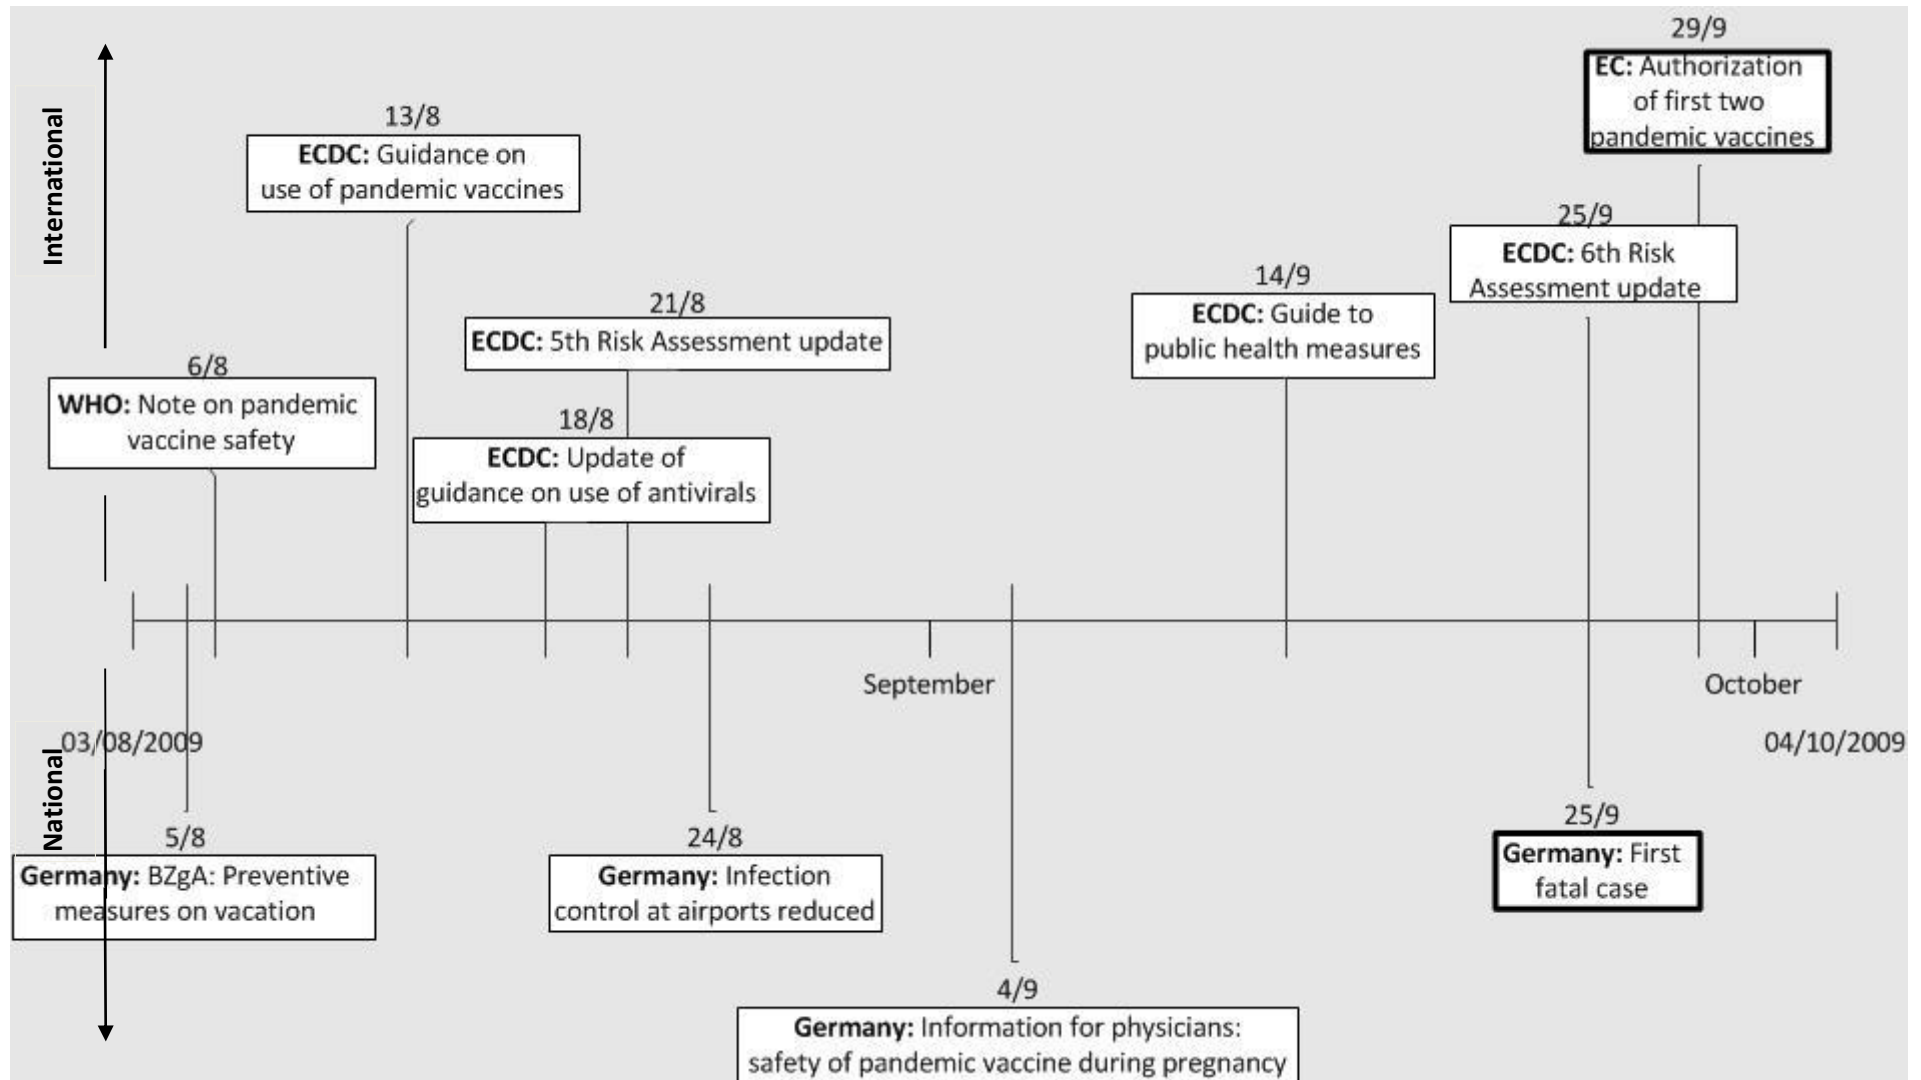 29/9
EC: Authorization
of first two
pandemic vaccines
International
13/8
ECDC: Guidance on
use of pandemic vaccines
25/9
ECDC: 6th Risk
Assessment update
14/9
ECDC: Guide to
public health measures
21/8
ECDC: 5th Risk Assessment update
6/8
WHO: Note on pandemic
vaccine safety
18/8
ECDC: Update of
guidance on use of antivirals
September
October
03/08/2009
04/10/2009
National
5/8
Germany: BZgA: Preventive
measures on vacation
24/8
Germany: Infection
control at airports reduced
25/9
Germany: First
fatal case
4/9
Germany: Information for physicians:
safety of pandemic vaccine during pregnancy